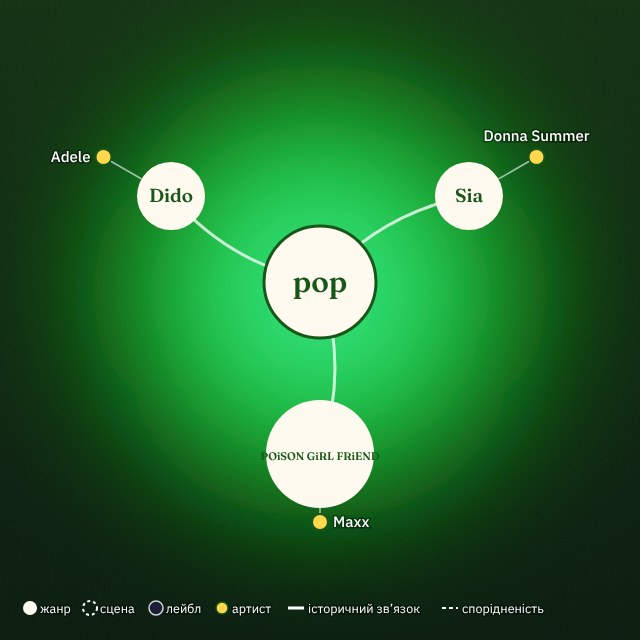 Donna Summer
Adele
Dido
Sia
pop
POiSON GiRL FRiEND
Maxx
жанр
сцена
лейбл
артист
історичний зв’язок
спорідненість